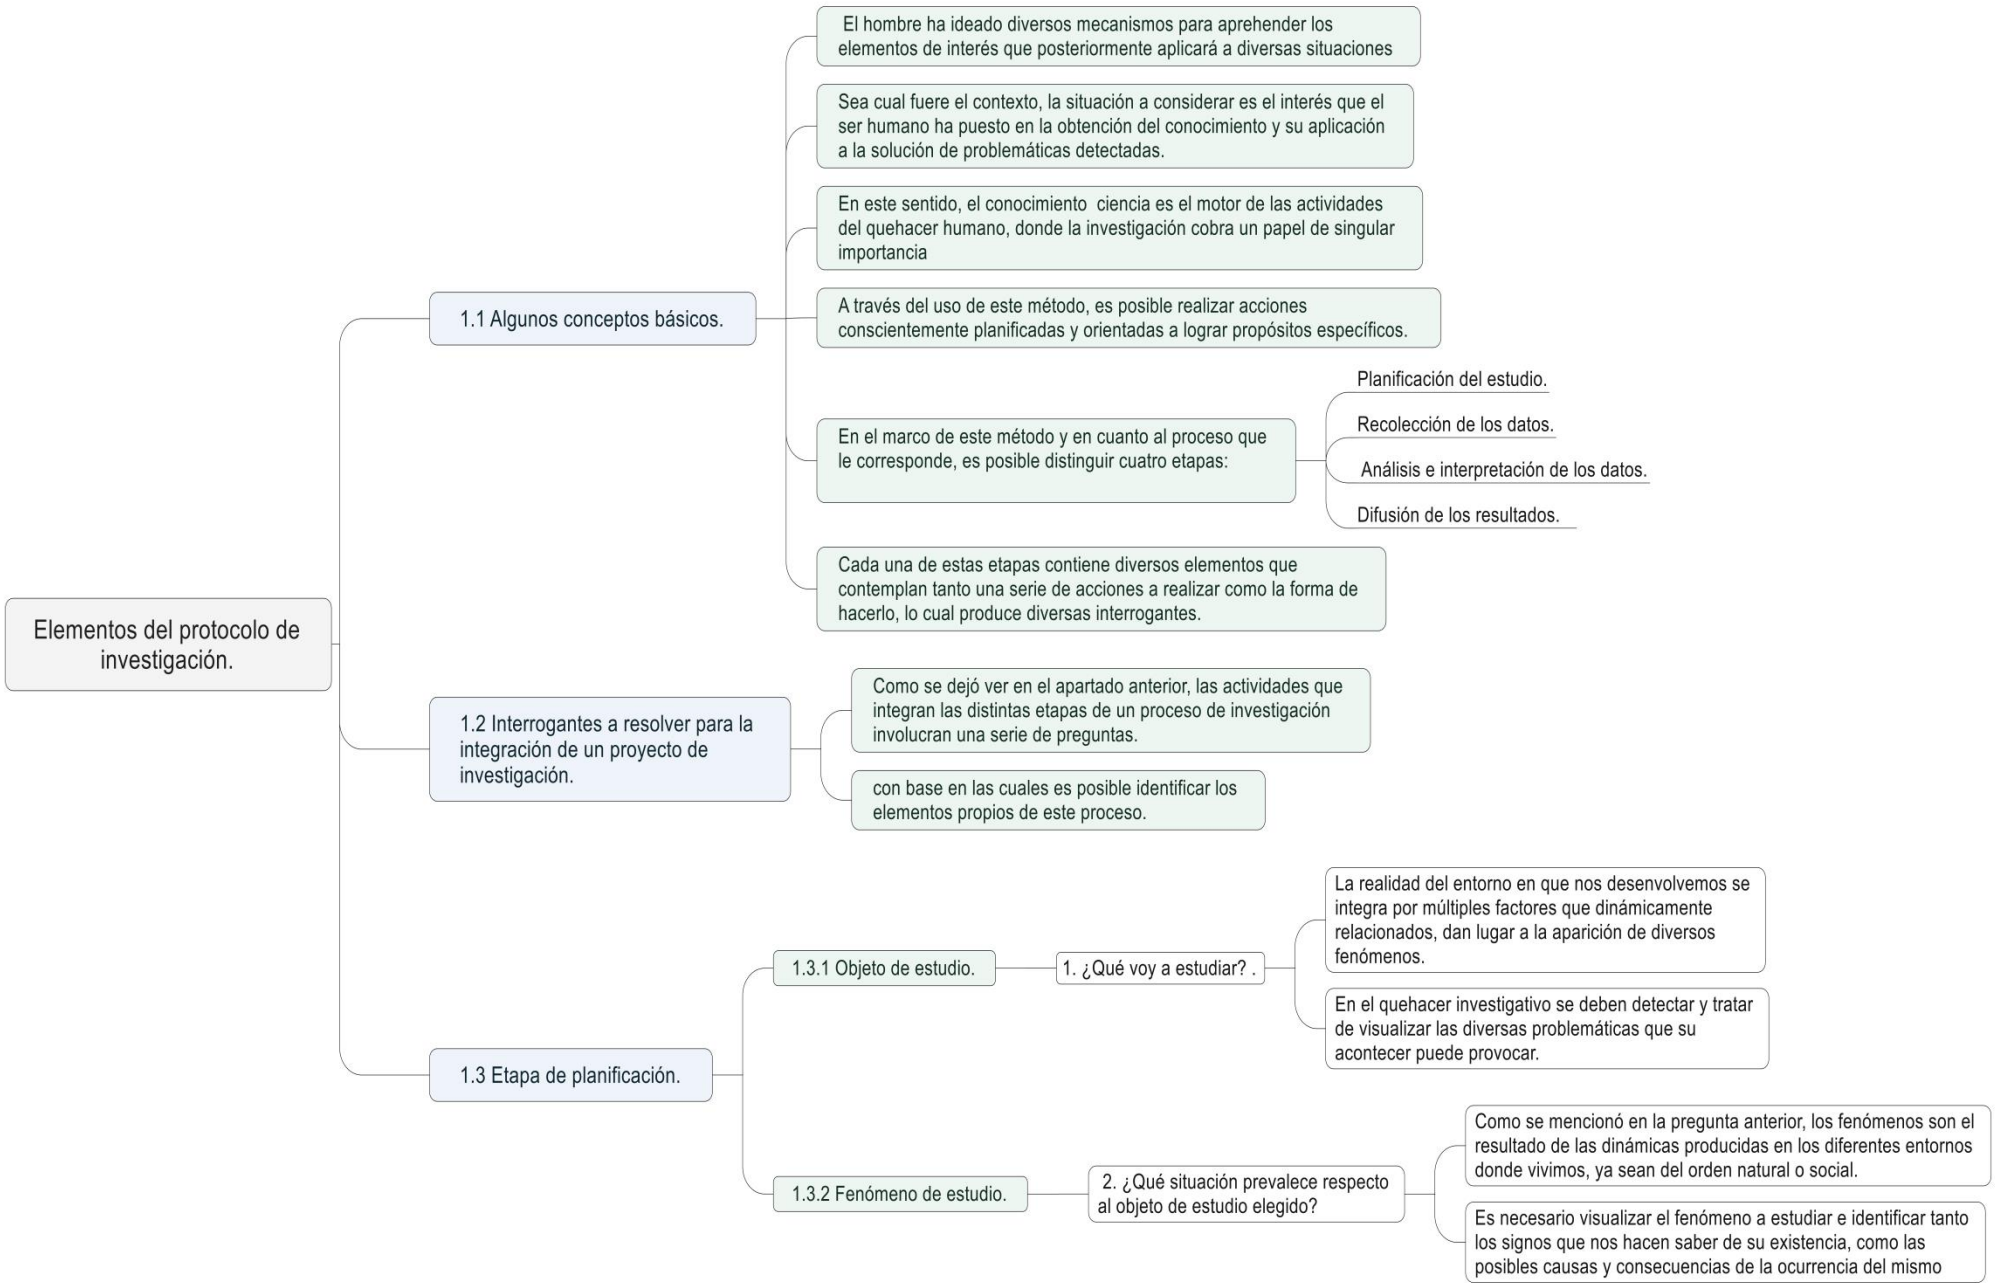 Elementos del protocolo de
investigación.
1.1 Algunos conceptos básicos.
El hombre ha ideado diversos mecanismos para aprehender los
elementos de interés que posteriormente aplicará a diversas situaciones
Sea cual fuere el contexto, la situación a considerar es el interés que el
ser humano ha puesto en la obtención del conocimiento y su aplicación
a la solución de problemáticas detectadas.
En este sentido, el conocimiento  ciencia es el motor de las actividades
del quehacer humano, donde la investigación cobra un papel de singular
importancia
A través del uso de este método, es posible realizar acciones
conscientemente planificadas y orientadas a lograr propósitos específicos.
En el marco de este método y en cuanto al proceso que
le corresponde, es posible distinguir cuatro etapas:
Planificación del estudio.
Recolección de los datos.
Análisis e interpretación de los datos.
Difusión de los resultados.
Cada una de estas etapas contiene diversos elementos que
contemplan tanto una serie de acciones a realizar como la forma de
hacerlo, lo cual produce diversas interrogantes.
1.2 Interrogantes a resolver para la
integración de un proyecto de
investigación.
Como se dejó ver en el apartado anterior, las actividades que
integran las distintas etapas de un proceso de investigación
involucran una serie de preguntas.
con base en las cuales es posible identificar los
elementos propios de este proceso.
1.3 Etapa de planificación.
1.3.1 Objeto de estudio.
1. ¿Qué voy a estudiar? .
La realidad del entorno en que nos desenvolvemos se
integra por múltiples factores que dinámicamente
relacionados, dan lugar a la aparición de diversos
fenómenos.
En el quehacer investigativo se deben detectar y tratar
de visualizar las diversas problemáticas que su
acontecer puede provocar.
1.3.2 Fenómeno de estudio.
2. ¿Qué situación prevalece respecto
al objeto de estudio elegido?
Como se mencionó en la pregunta anterior, los fenómenos son el
resultado de las dinámicas producidas en los diferentes entornos
donde vivimos, ya sean del orden natural o social.
Es necesario visualizar el fenómeno a estudiar e identificar tanto
los signos que nos hacen saber de su existencia, como las
posibles causas y consecuencias de la ocurrencia del mismo